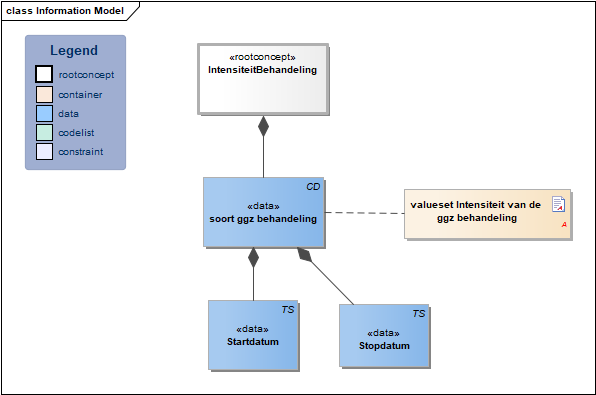 class Information Model
Legend
rootconcept
container
data
codelist
constraint
«rootconcept»
IntensiteitBehandeling
CD
«data»
soort ggz behandeling
valueset Intensiteit van de
ggz behandeling
A
TS
«data»
Startdatum
TS
«data»
Stopdatum